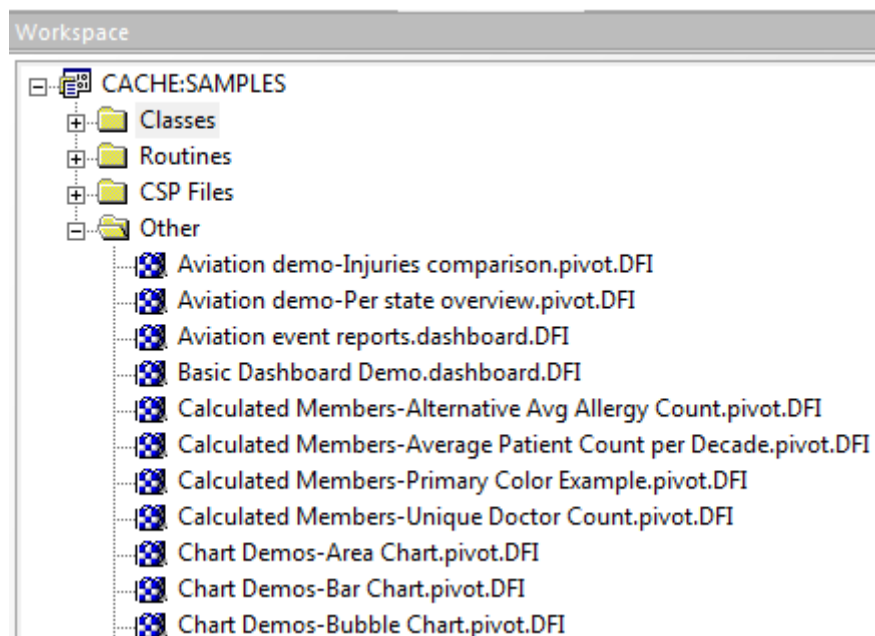 Workspace
CACHE:SAMPLES
Classes
Routines
CSP Files
Other
Aviation demo-Injuries comparison.pivot.DFI
Aviation demo-Per state overview.pivot.DFI
Aviation event reports.dashboard.DFI
Basic Dashboard Demo.dashboard.DFI
Calculated Members-Alternative Avg Allergy Count.pivot.DFI
Calculated Members-Average Patient Count per Decade.pivot.DFI
Calculated Members-Primary Color Example.pivot.DFI
Calculated Members-Unique Doctor Count.pivot.DFI
Chart Demos-Area Chart.pivot.DFI
Chart Demos-Bar Chart.pivot.DFI
Chart Demos-Bubble Chart.pivot.DFI